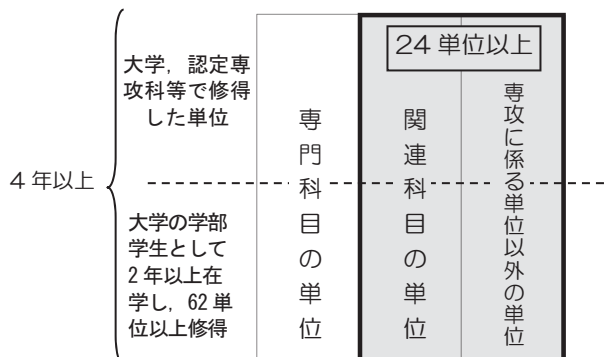 4年以上
大学，認定専
攻科等で修得
した単位
大学の学部
学生として
2年以上在
学し，62単
位以上修得
24単位以上
専門科目の単位
関連科目の単位
専攻に係る単位以外の単位